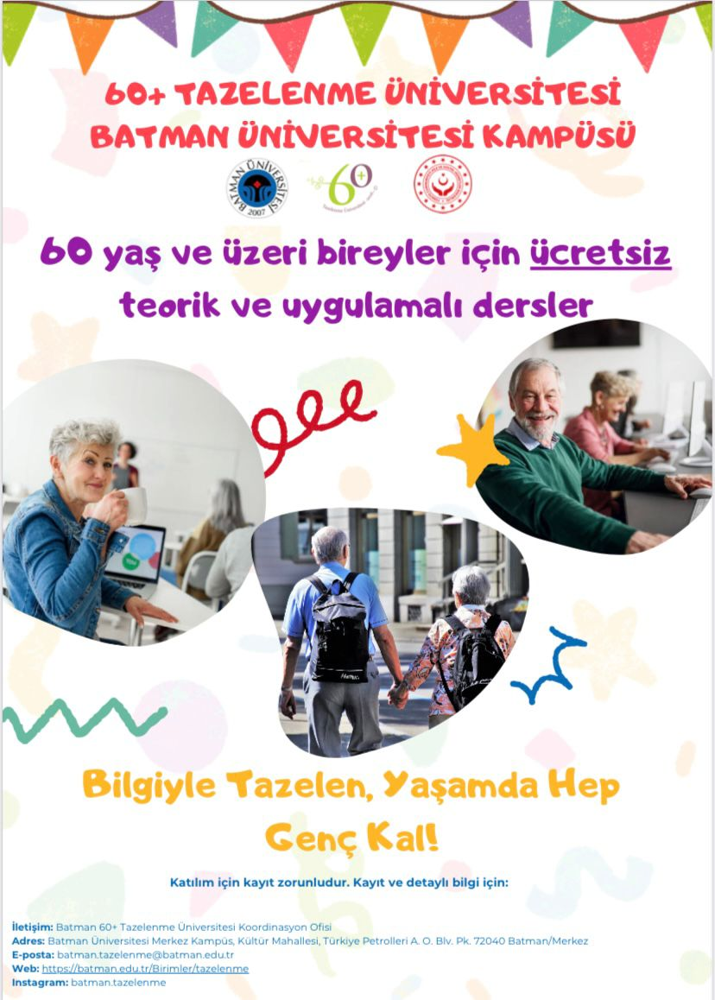 60+ TAZELENME ÜNİVERSİTESİ
BATMAN ÜNİVERSİTESİ KAMPÜSÜ
BATMAN ÜNİVERSİTESİ
2007
60+
60 yaş ve üzeri bireyler için ücretsiz
teorik ve uygulamalı dersler
Bilgiyle Tazelen, Yaşamda Hep
Genç Kal!
Katılım için kayıt zorunludur. Kayıt ve detaylı bilgi için:
İletişim: Batman 60+ Tazelenme Üniversitesi Koordinasyon Ofisi
Adres: Batman Üniversitesi Merkez Kampüs, Kültür Mahallesi, Türkiye Petrolleri A. O. Blv. Pk. 72040 Batman/Merkez
E-posta: batman.tazelenme@batman.edu.tr
Web: https://batman.edu.tr/Birimler/tazelenme
Instagram: batman.tazelenme